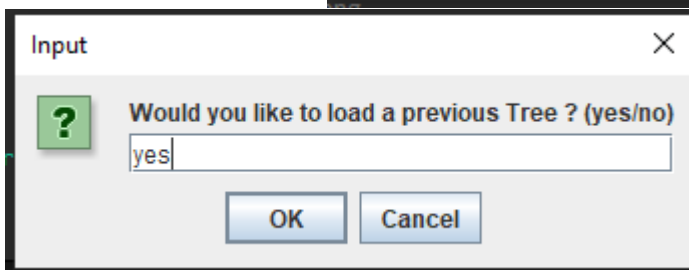 Input
?
Would you like to load a previous Tree ? (yes/no)
yes
OK Cancel